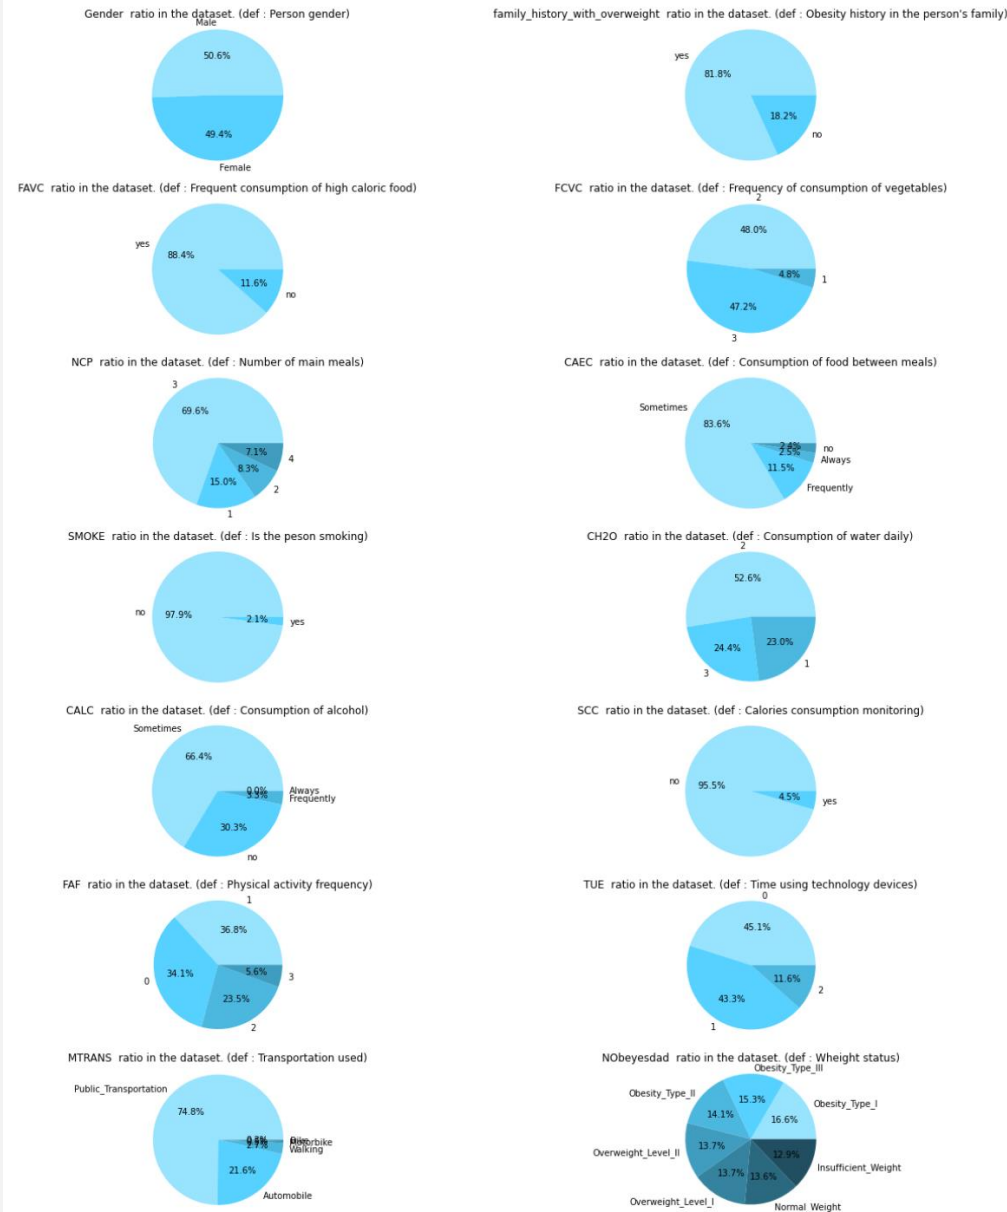 Gender ratio in the dataset. (def : Person gender)
Male
50.6%
49.4%
Female
family_history_with_overweight ratio in the dataset. (def : Obesity history in the person's family)
yes
81.8%
18.2%
no
FAVC ratio in the dataset. (def : Frequent consumption of high caloric food)
yes
88.4%
11.6%
no
FCVC ratio in the dataset. (def : Frequency of consumption of vegetables)
2
48.0%
4.8%
1
47.2%
3
NCP ratio in the dataset. (def : Number of main meals)
3
69.6%
7.1%
4
8.3%
2
15.0%
1
CAEC ratio in the dataset. (def : Consumption of food between meals)
Sometimes
83.6%
2.4%
no
2.5%
Always
11.5%
Frequently
SMOKE ratio in the dataset. (def : Is the peson smoking)
no
97.9%
2.1%
yes
CH2O ratio in the dataset. (def : Consumption of water daily)
2
52.6%
24.4%
23.0%
3
1
CALC ratio in the dataset. (def : Consumption of alcohol)
Sometimes
66.4%
0.0%
Always
3.3%
Frequently
30.3%
no
SCC ratio in the dataset. (def : Calories consumption monitoring)
no
95.5%
4.5%
yes
FAF ratio in the dataset. (def : Physical activity frequency)
1
36.8%
34.1%
0
5.6%
3
23.5%
2
TUE ratio in the dataset. (def : Time using technology devices)
0
45.1%
11.6%
2
43.3%
1
MTRANS ratio in the dataset. (def : Transportation used)
Public_Transportation
74.8%
Bike
Motorbike
2.7%
Walking
21.6%
Automobile
NObeyesdad ratio in the dataset. (def : Wheight status)
Obesity_Type_III
Obesity_Type_II
15.3%
Obesity_Type_I
14.1%
16.6%
13.7%
Overweight_Level_II
12.9%
Insufficient_Weight
13.7%
13.6%
Overweight_Level_I
Normal_Weight